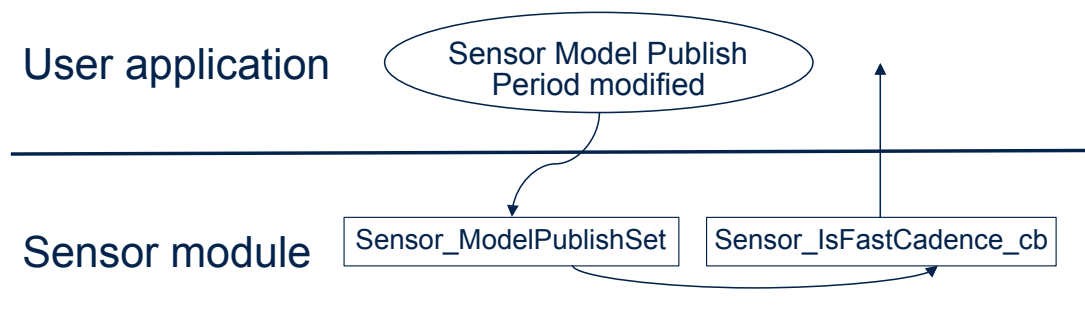 User application
Sensor Model Publish
Period modified
Sensor module
Sensor_ModelPublishSet
Sensor_IsFastCadence_cb